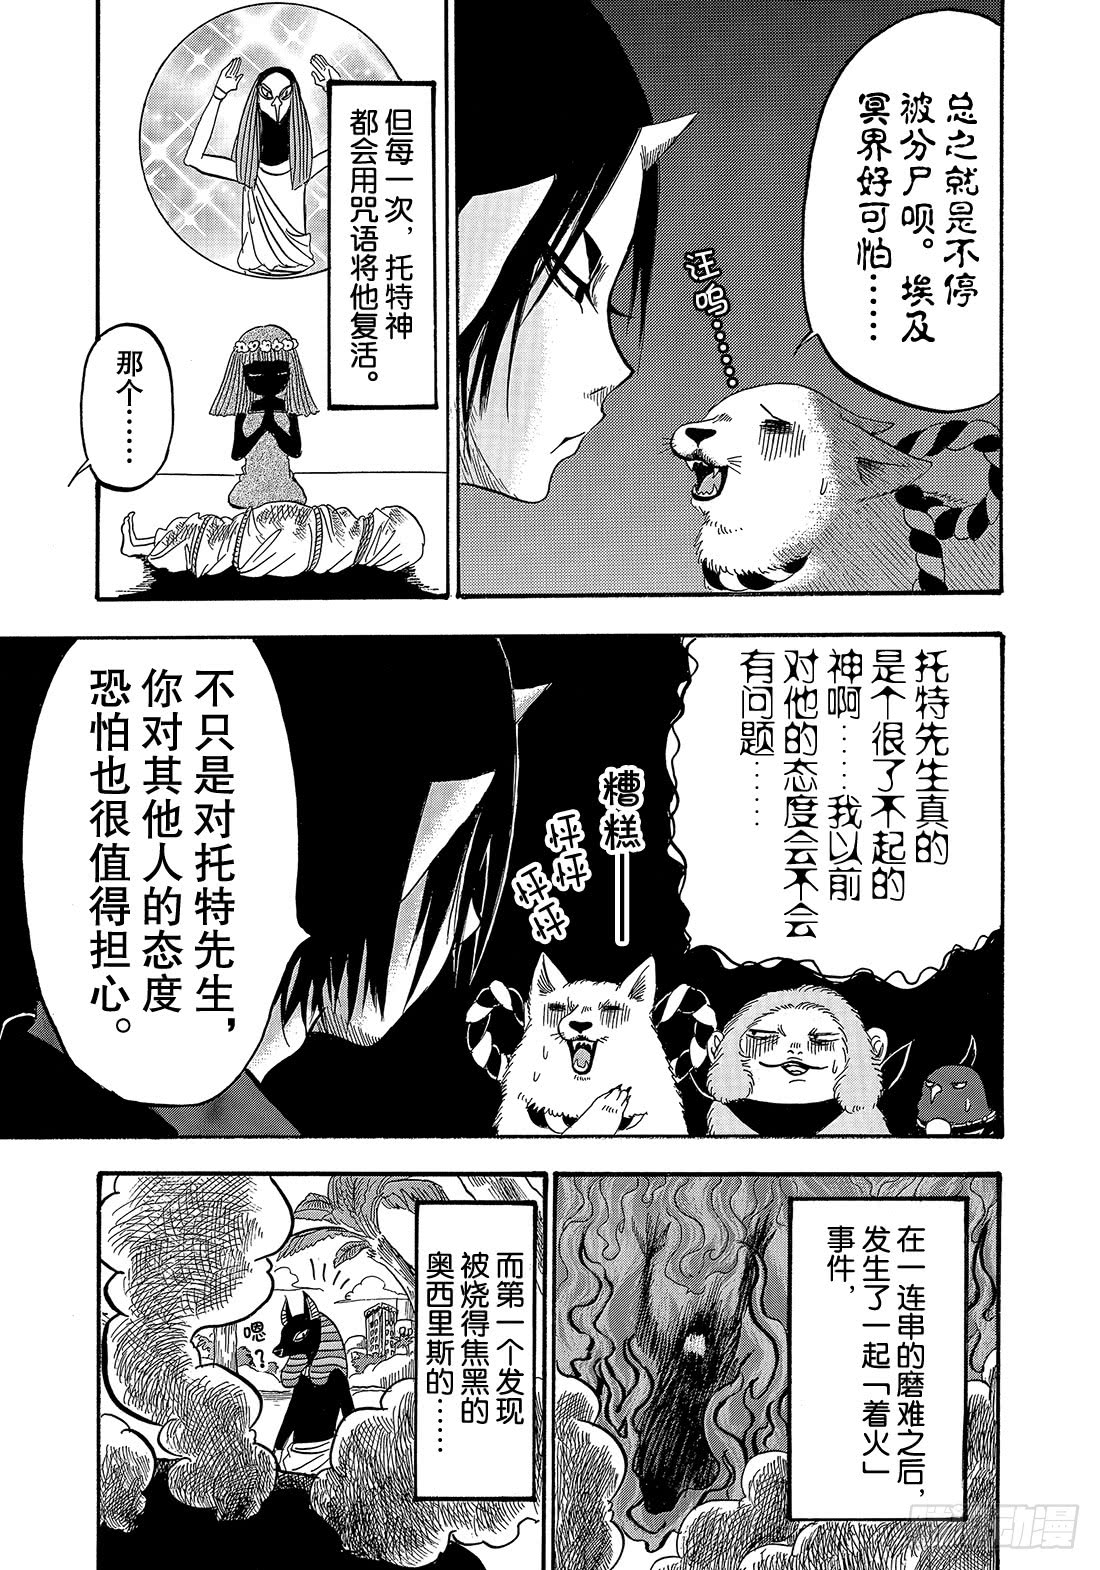 总之就是不停
被分尸呗。埃及
冥界好可怕……
汪呜……
但每一次，托特神
都会用咒语将他复活。
那个……
托特先生真的
是个很了不起的
神啊……我以前
对他的态度会不会
有问题……
糟糕——
怦怦
怦怦
不只是对托特先生，
你对其他人的态度
恐怕也很值得担心。
在一连串的磨难之后，
发生了一起「着火」
事件，
而第一个发现
被烧得焦黑的
奥西里斯的……
嗯？